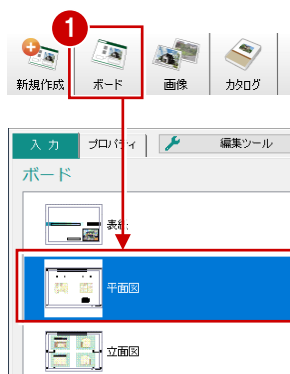 1
新規作成 ボード 画像 カタログ
入力 プロパティ 編集ツール
ボード
表紙
平面図
立面図